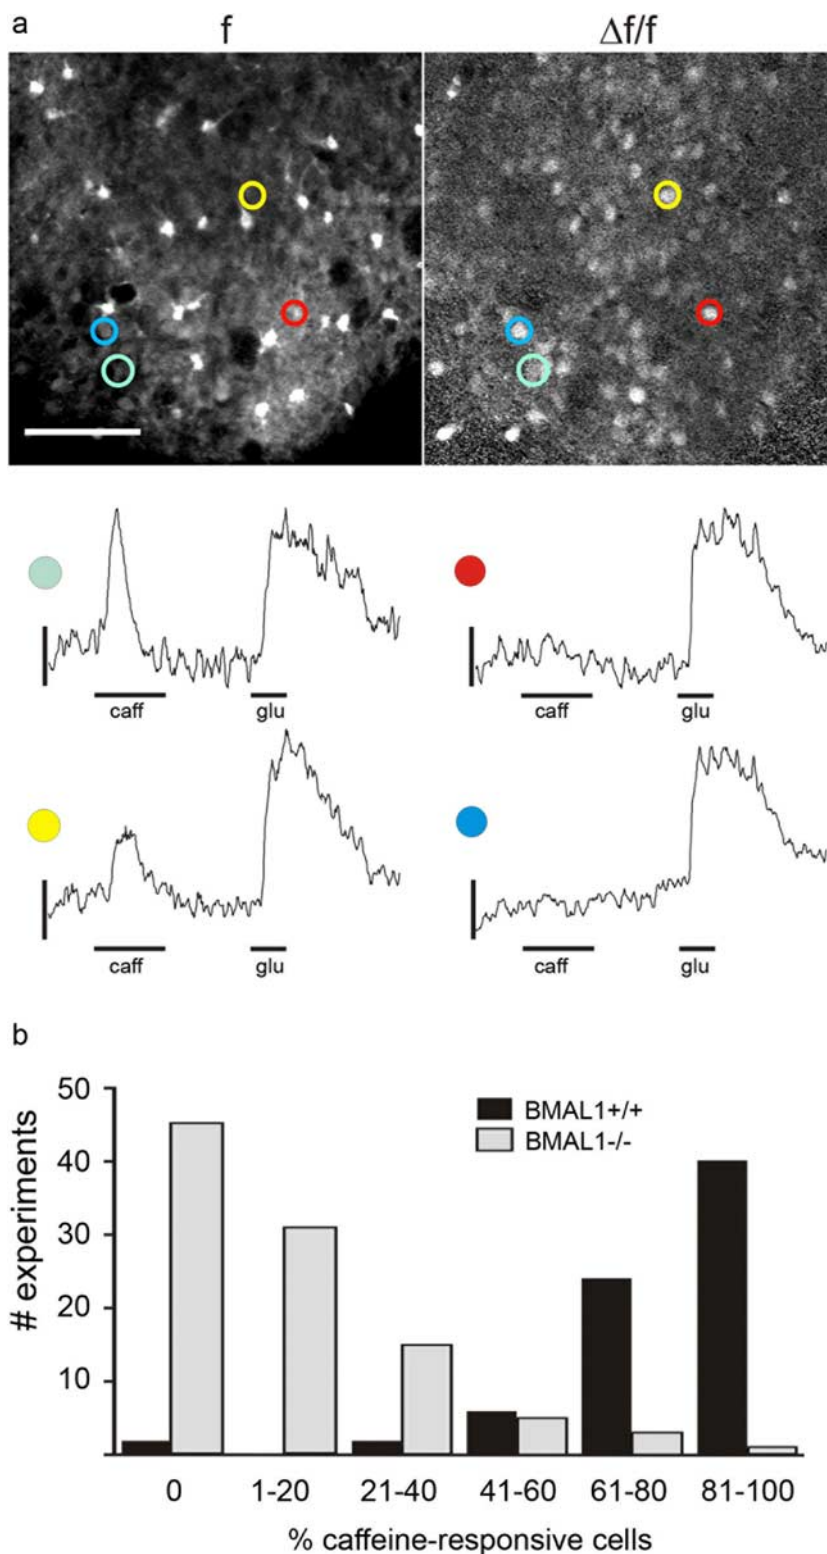 a
f
Δf/f
caff glu
caff glu
caff glu
caff glu
b
50
40
30
20
10
# experiments
BMAL1+/+
BMAL1-/-
0 1-20 21-40 41-60 61-80 81-100
% caffeine-responsive cells